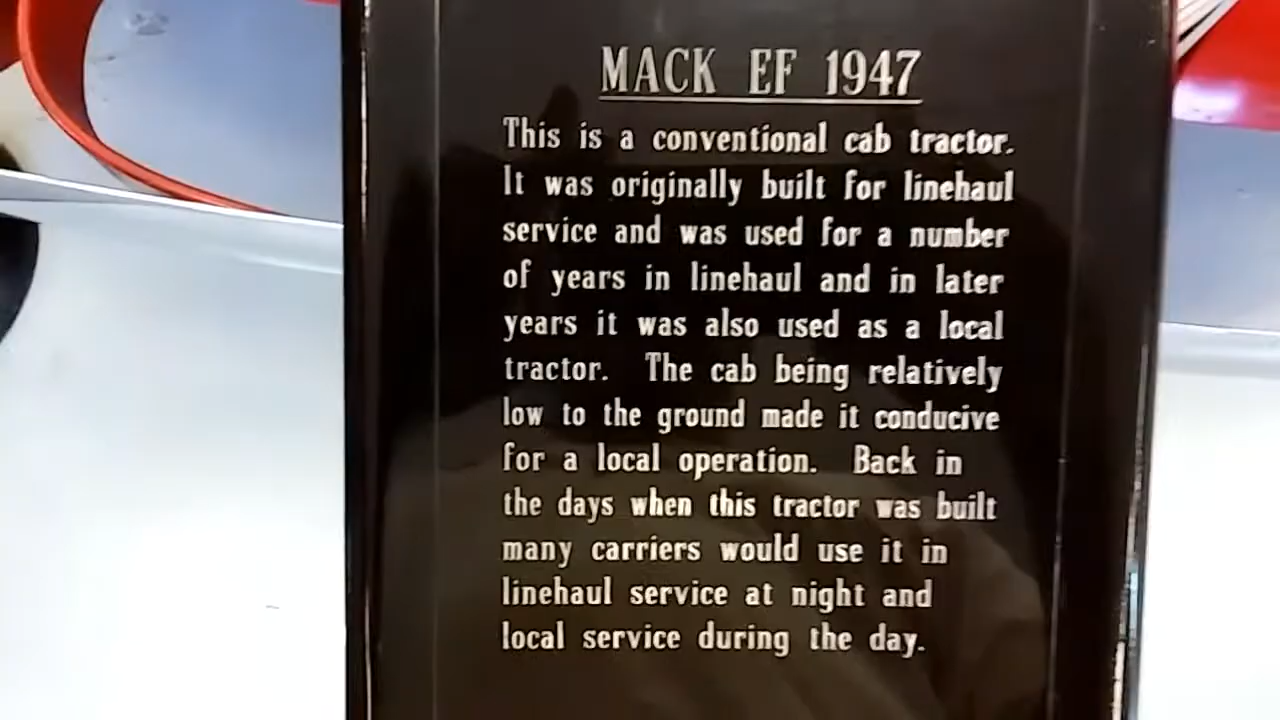 MACK EF 1947
This is a conventional cab tractor.
It was originally built for linehaul
service and was used for a number
of years in linehaul and in later
years it was also used as a local
tractor. The cab being relatively
low to the ground made it conducive
for a local operation. Back in
the days when this tractor was built
many carriers would use it in
linehaul service at night and
local service during the day.